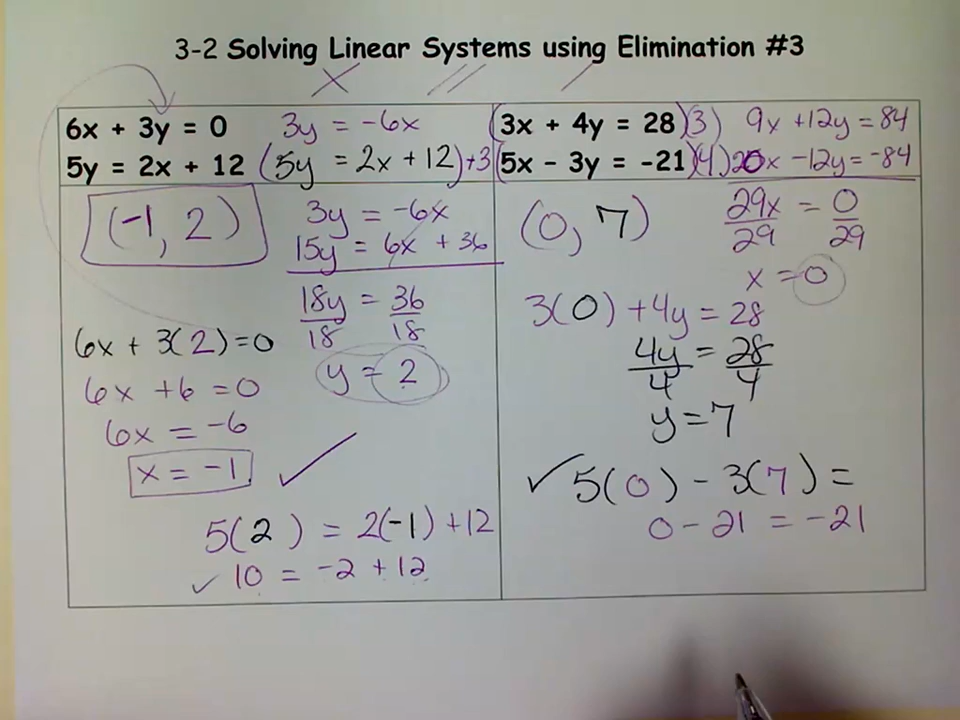 3-2 Solving Linear Systems using Elimination #3
6x + 3y = 0
5y = 2x + 12
3y = -6x
(5y = 2x + 12)+3
3y = -6x
15y = 6x + 36
18y = 36
18 18
y = 2
(-1, 2)
6x + 3(2) = 0
6x + 6 = 0
6x = -6
x = -1
✓
5(2) = 2(-1) + 12
✓ 10 = -2 + 12
(3x + 4y = 28)(3) 9x + 12y = 84
(5x - 3y = -21)(4) 20x - 12y = -84
29x = 0
29 29
x = 0
(0, 7)
3(0) + 4y = 28
4y = 28
4 4
y = 7
✓ 5(0) - 3(7) =
0 - 21 = -21